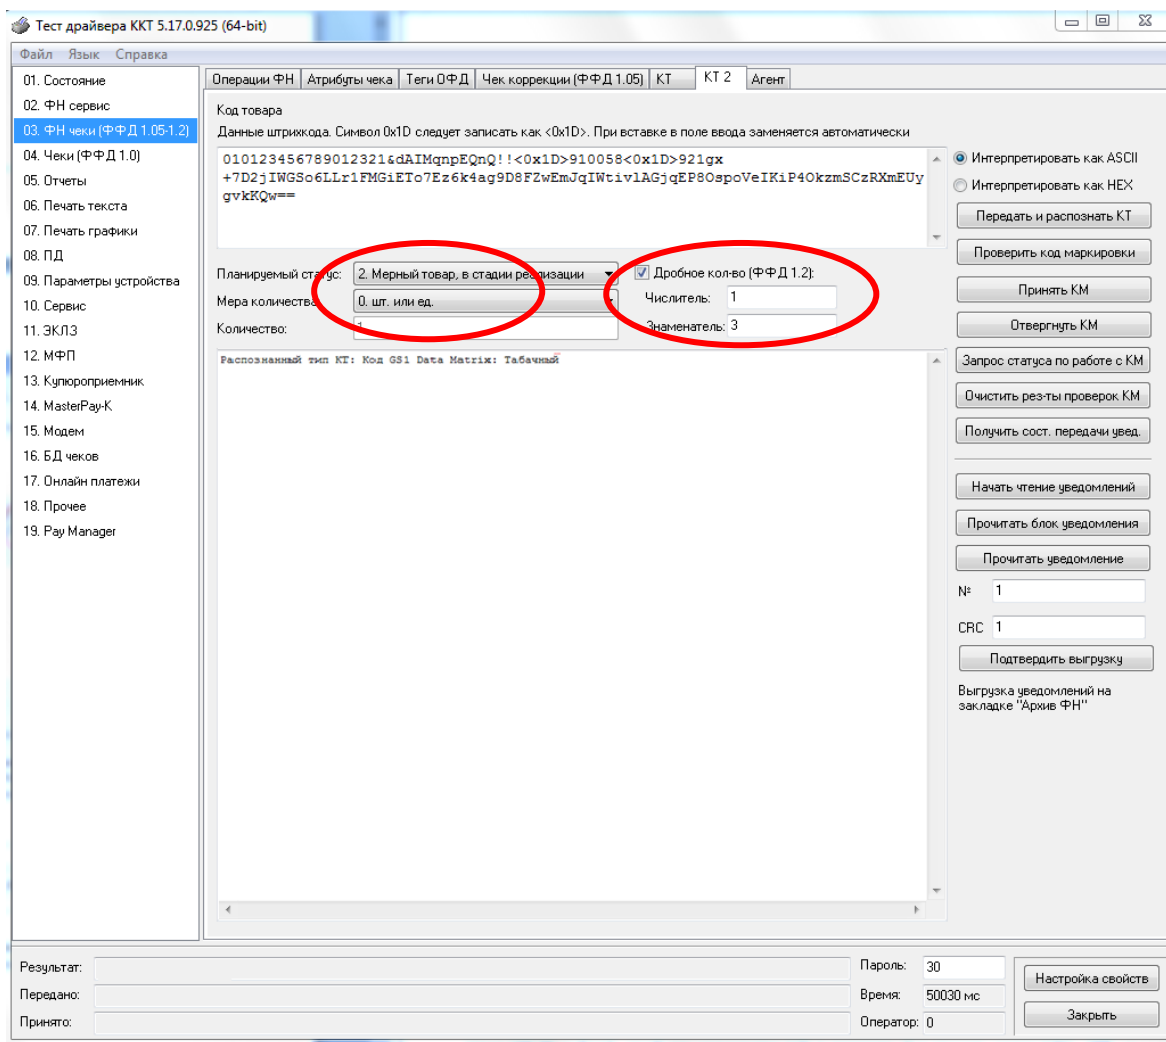 Тест драйвера ККТ 5.17.0.925 (64-bit)
Файл Язык Справка
01. Состояние
02. ФН сервис
03. ФН чеки (ФФД 1.05-1.2)
04. Чеки (ФФД 1.0)
05. Отчеты
06. Печать текста
07. Печать графики
08. ПД
09. Параметры устройства
10. Сервис
11. ЭКЛЗ
12. МФП
13. Купюроприемник
14. MasterPay-K
15. Модем
16. БД чеков
17. Онлайн платежи
18. Прочее
19. Pay Manager
Операции ФН Атрибуты чека Теги ОФД Чек коррекции (ФФД 1.05) КТ КТ 2 Агент
Код товара
Данные штрихкода. Символ 0x1D следует записать как <0x1D>. При вставке в поле ввода заменяется автоматически
010123456789012321&dAIMqnpEQnQ!!<0x1D>910058<0x1D>921gx
+7D2jIWGSo6LLr1FMGiETo7Ez6k4ag9D8FZwEmJqIWtivlAGjqEP8OspoVeIKiP4OkzmSCzRXmEUy
gvkKQw==
Планируемый статус: 2. Мерный товар, в стадии реализации
Мера количества 0. шт. или ед.
Количество: 1
Дробное кол-во (ФФД 1.2):
Числитель: 1
Знаменатель: 3
Распознанный тип КТ: Код GS1 Data Matrix: Табачный
Интерпретировать как ASCII
Интерпретировать как HEX
Передать и распознать КТ
Проверить код маркировки
Принять КМ
Отвергнуть КМ
Запрос статуса по работе с КМ
Очистить рез-ты проверок КМ
Получить сост. передачи увед.
Начать чтение уведомлений
Прочитать блок уведомления
Прочитать уведомление
№ 1
CRC 1
Подтвердить выгрузку
Выгрузка уведомлений на
закладке "Архив ФН"
Результат:
Передано:
Принято:
Пароль: 30
Время: 50030 мс
Оператор: 0
Настройка свойств
Закрыть